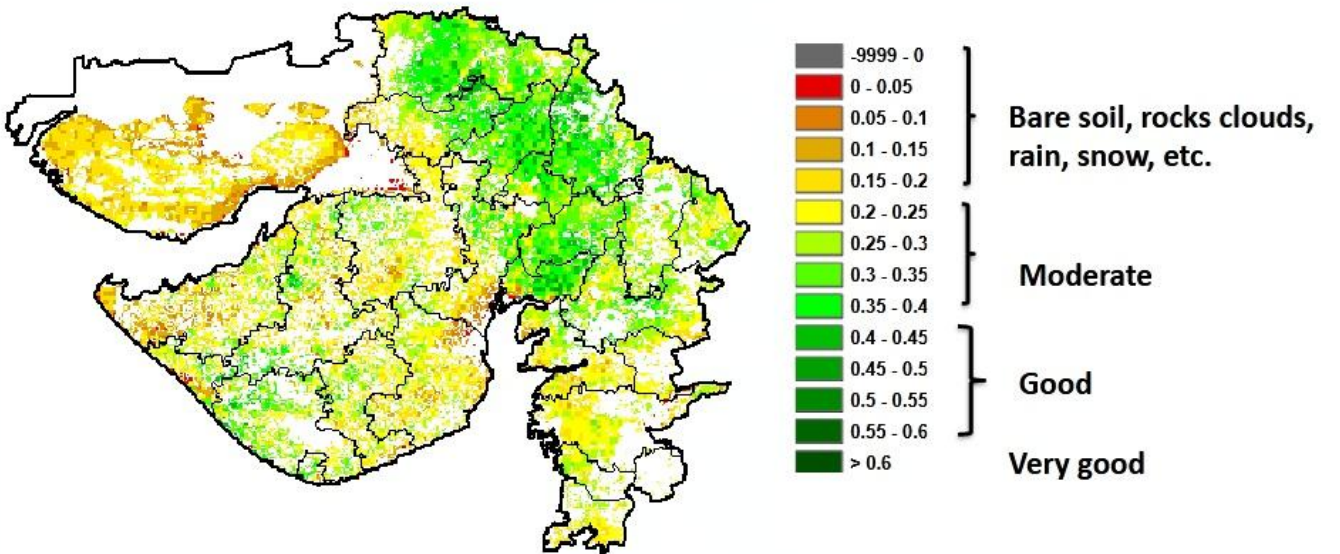 -9999 - 0
0 - 0.05
0.05 - 0.1
0.1 - 0.15
0.15 - 0.2
0.2 - 0.25
0.25 - 0.3
0.3 - 0.35
0.35 - 0.4
0.4 - 0.45
0.45 - 0.5
0.5 - 0.55
0.55 - 0.6
> 0.6
Bare soil, rocks clouds,
rain, snow, etc.
Moderate
Good
Very good